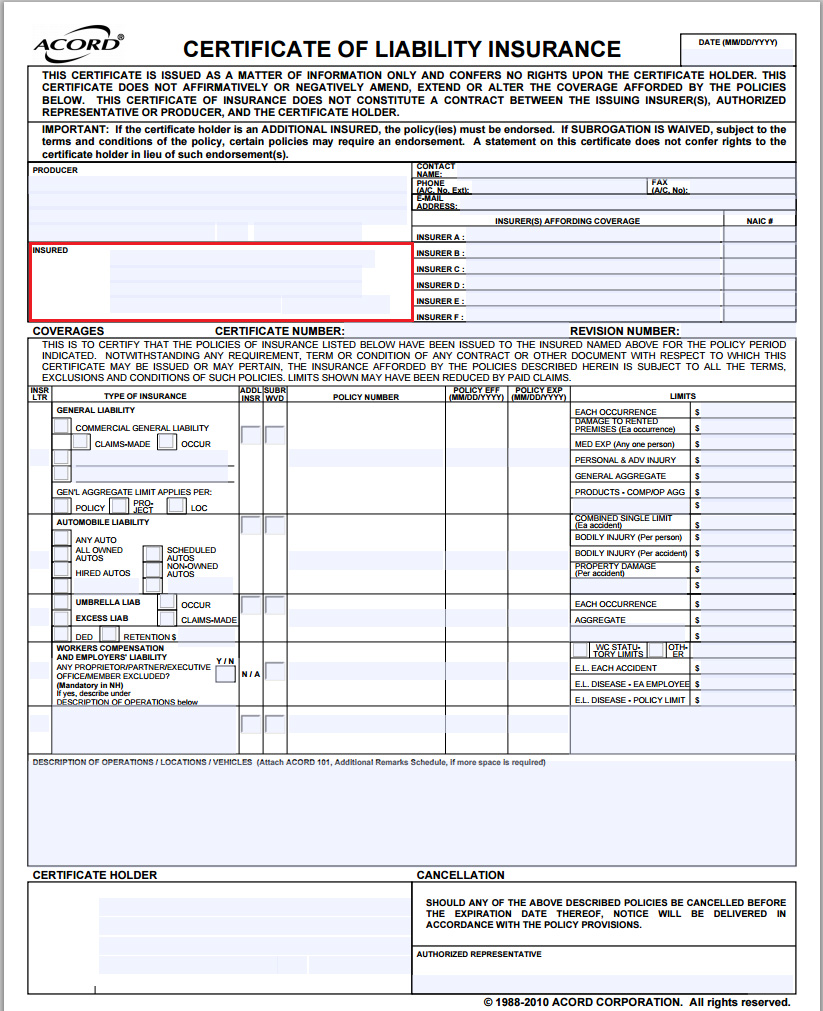 ACORD®
CERTIFICATE OF LIABILITY INSURANCE
DATE (MM/DD/YYYY)
THIS CERTIFICATE IS ISSUED AS A MATTER OF INFORMATION ONLY AND CONFERS NO RIGHTS UPON THE CERTIFICATE HOLDER. THIS
CERTIFICATE DOES NOT AFFIRMATIVELY OR NEGATIVELY AMEND, EXTEND OR ALTER THE COVERAGE AFFORDED BY THE POLICIES
BELOW. THIS CERTIFICATE OF INSURANCE DOES NOT CONSTITUTE A CONTRACT BETWEEN THE ISSUING INSURER(S), AUTHORIZED
REPRESENTATIVE OR PRODUCER, AND THE CERTIFICATE HOLDER.
IMPORTANT: If the certificate holder is an ADDITIONAL INSURED, the policy(ies) must be endorsed. If SUBROGATION IS WAIVED, subject to the
terms and conditions of the policy, certain policies may require an endorsement. A statement on this certificate does not confer rights to the
certificate holder in lieu of such endorsement(s).
PRODUCER
CONTACT
NAME:
PHONE
(A/C, No, Ext):
FAX
(A/C, No):
E-MAIL
ADDRESS:
INSURER(S) AFFORDING COVERAGE
NAIC #
INSURER A :
INSURED
INSURER B :
INSURER C :
INSURER D :
INSURER E :
INSURER F :
COVERAGES
CERTIFICATE NUMBER:
REVISION NUMBER:
THIS IS TO CERTIFY THAT THE POLICIES OF INSURANCE LISTED BELOW HAVE BEEN ISSUED TO THE INSURED NAMED ABOVE FOR THE POLICY PERIOD
INDICATED. NOTWITHSTANDING ANY REQUIREMENT, TERM OR CONDITION OF ANY CONTRACT OR OTHER DOCUMENT WITH RESPECT TO WHICH THIS
CERTIFICATE MAY BE ISSUED OR MAY PERTAIN, THE INSURANCE AFFORDED BY THE POLICIES DESCRIBED HEREIN IS SUBJECT TO ALL THE TERMS,
EXCLUSIONS AND CONDITIONS OF SUCH POLICIES. LIMITS SHOWN MAY HAVE BEEN REDUCED BY PAID CLAIMS.
INSR
LTR
TYPE OF INSURANCE
ADDL
INSR
SUBR
WVD
POLICY NUMBER
POLICY EFF
(MM/DD/YYYY)
POLICY EXP
(MM/DD/YYYY)
LIMITS
GENERAL LIABILITY
COMMERCIAL GENERAL LIABILITY
CLAIMS-MADE
OCCUR
GEN'L AGGREGATE LIMIT APPLIES PER:
POLICY
PRO-
JECT
LOC
EACH OCCURRENCE $
DAMAGE TO RENTED
PREMISES (Ea occurrence) $
MED EXP (Any one person) $
PERSONAL & ADV INJURY $
GENERAL AGGREGATE $
PRODUCTS - COMP/OP AGG $
$
AUTOMOBILE LIABILITY
ANY AUTO
ALL OWNED
AUTOS
SCHEDULED
AUTOS
HIRED AUTOS
NON-OWNED
AUTOS
COMBINED SINGLE LIMIT
(Ea accident) $
BODILY INJURY (Per person) $
BODILY INJURY (Per accident) $
PROPERTY DAMAGE
(Per accident) $
$
UMBRELLA LIAB
OCCUR
EXCESS LIAB
CLAIMS-MADE
DED
RETENTION $
EACH OCCURRENCE $
AGGREGATE $
$
WORKERS COMPENSATION
AND EMPLOYERS' LIABILITY
Y / N
ANY PROPRIETOR/PARTNER/EXECUTIVE
OFFICE/MEMBER EXCLUDED?
(Mandatory in NH)
If yes, describe under
DESCRIPTION OF OPERATIONS below
N / A
WC STATU-
TORY LIMITS
OTH-
ER
E.L. EACH ACCIDENT $
E.L. DISEASE - EA EMPLOYEE $
E.L. DISEASE - POLICY LIMIT $
DESCRIPTION OF OPERATIONS / LOCATIONS / VEHICLES (Attach ACORD 101, Additional Remarks Schedule, if more space is required)
CERTIFICATE HOLDER
CANCELLATION
SHOULD ANY OF THE ABOVE DESCRIBED POLICIES BE CANCELLED BEFORE
THE EXPIRATION DATE THEREOF, NOTICE WILL BE DELIVERED IN
ACCORDANCE WITH THE POLICY PROVISIONS.
AUTHORIZED REPRESENTATIVE
© 1988-2010 ACORD CORPORATION. All rights reserved.